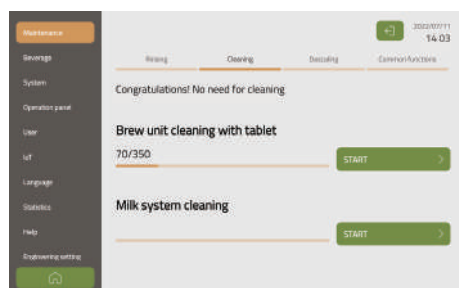 Maintenance
Beverage
System
Operation panel
User
IoT
Language
Statistics
Help
Engineering setting
2022/07/11
14 03
Rinsing
Cleaning
Descaling
Common functions
Congratulations! No need for cleaning
Brew unit cleaning with tablet
70/350
START
Milk system cleaning
START